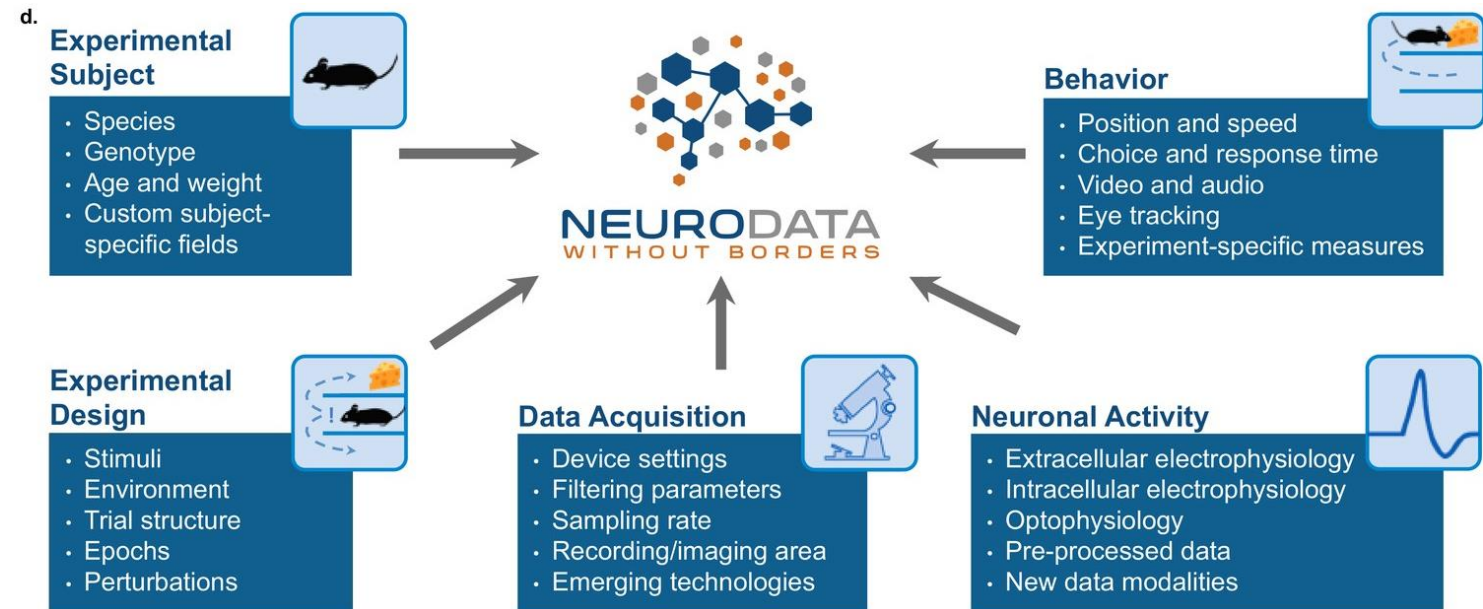 d.
Experimental
Subject
· Species
· Genotype
· Age and weight
· Custom subject-
specific fields
NEURODATA
WITHOUT BORDERS
Behavior
· Position and speed
· Choice and response time
· Video and audio
· Eye tracking
· Experiment-specific measures
Experimental
Design
!
· Stimuli
· Environment
· Trial structure
· Epochs
· Perturbations
Data Acquisition
· Device settings
· Filtering parameters
· Sampling rate
· Recording/imaging area
· Emerging technologies
Neuronal Activity
· Extracellular electrophysiology
· Intracellular electrophysiology
· Optophysiology
· Pre-processed data
· New data modalities